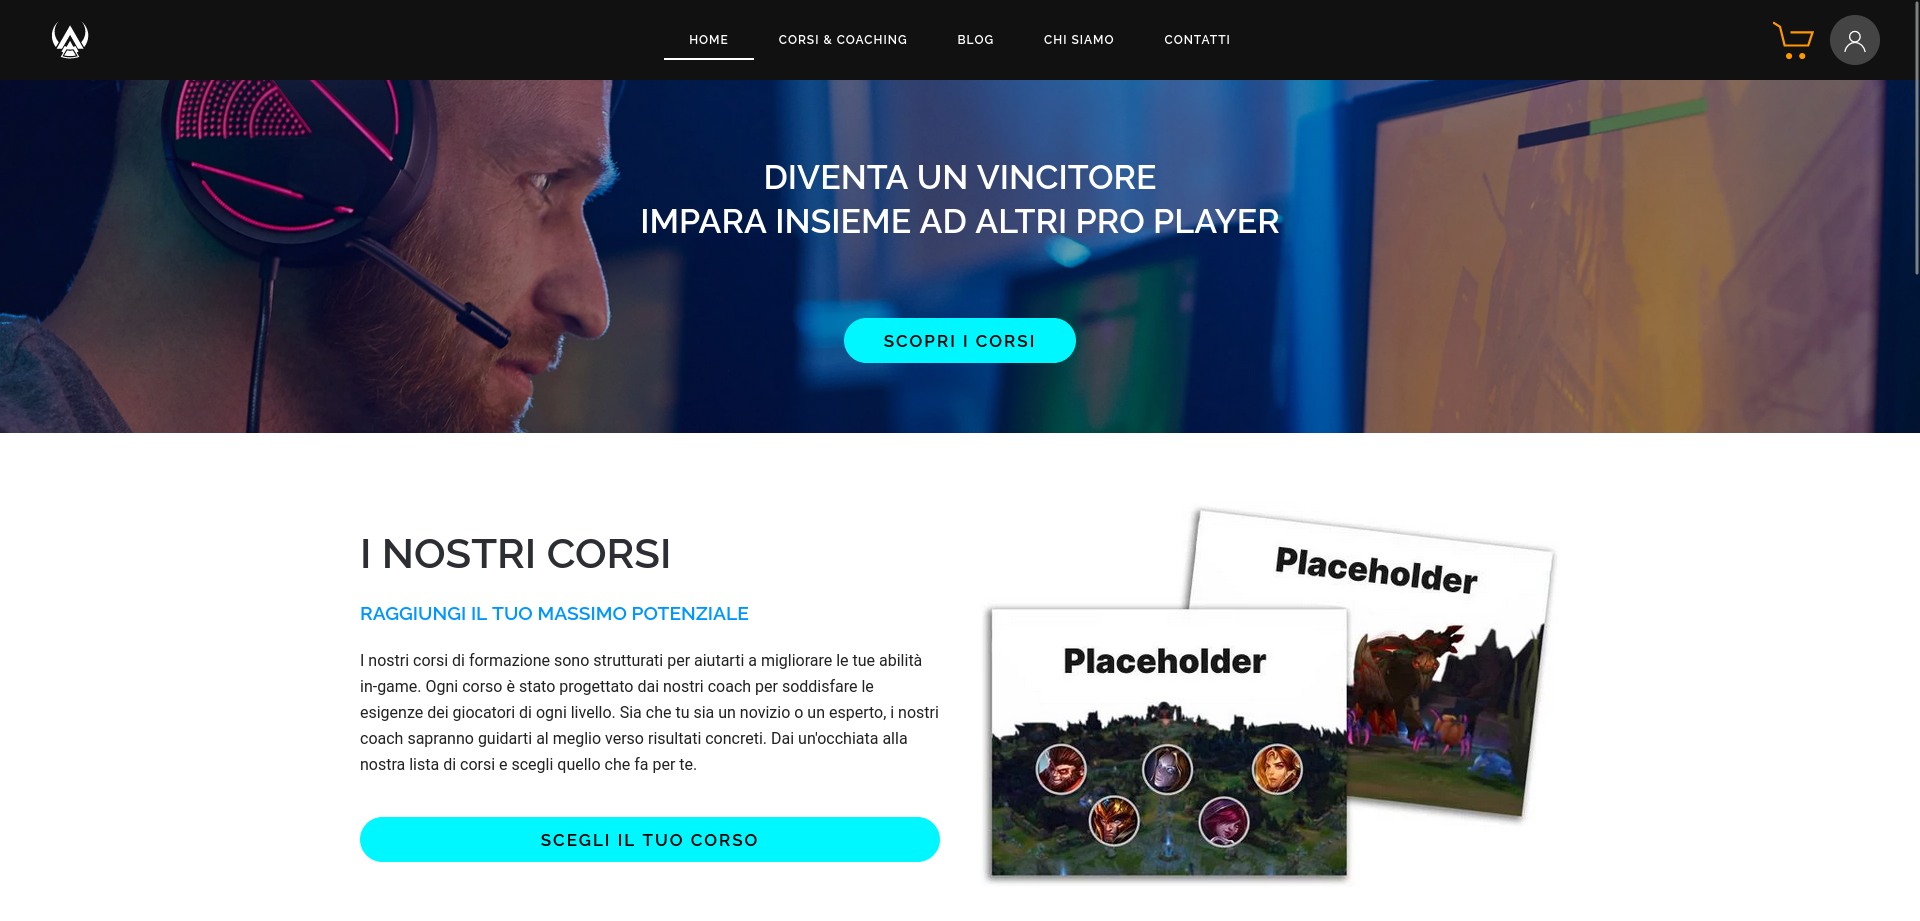 HOME
CORSI & COACHING
BLOG
CHI SIAMO
CONTATTI
DIVENTA UN VINCITORE
IMPARA INSIEME AD ALTRI PRO PLAYER
SCOPRI I CORSI
I NOSTRI CORSI
RAGGIUNGI IL TUO MASSIMO POTENZIALE
I nostri corsi di formazione sono strutturati per aiutarti a migliorare le tue abilità
in-game. Ogni corso è stato progettato dai nostri coach per soddisfare le
esigenze dei giocatori di ogni livello. Sia che tu sia un novizio o un esperto, i nostri
coach sapranno guidarti al meglio verso risultati concreti. Dai un'occhiata alla
nostra lista di corsi e scegli quello che fa per te.
SCEGLI IL TUO CORSO
Placeholder
Placeholder